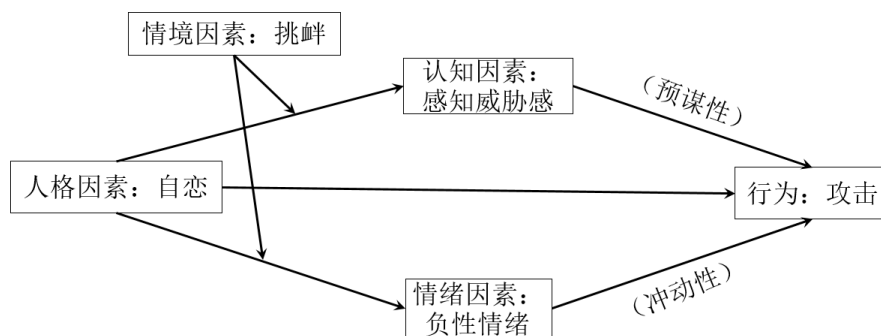 情境因素：挑衅
认知因素：
感知威胁感
（预谋性）
人格因素：自恋
行为：攻击
情绪因素：
负性情绪
（冲动性）